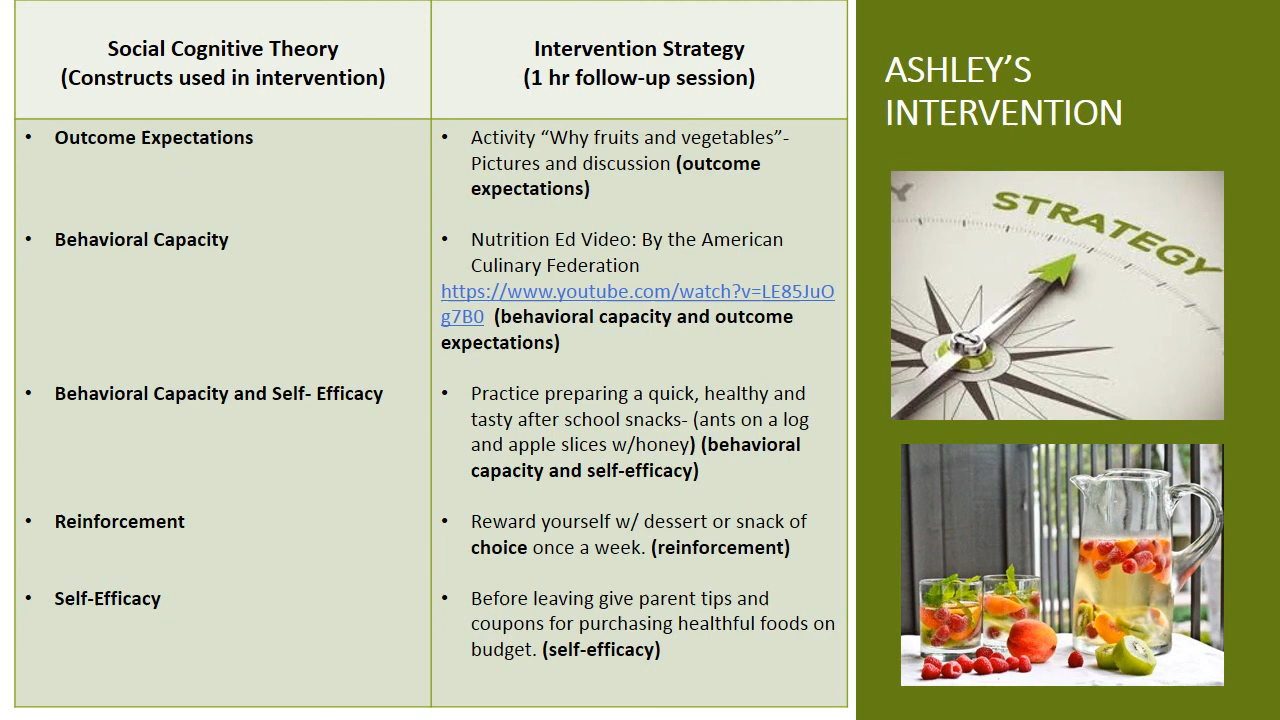 Social Cognitive Theory
(Constructs used in intervention)
Intervention Strategy
(1 hr follow-up session)
• Outcome Expectations
• Activity “Why fruits and vegetables”-
Pictures and discussion (outcome
expectations)
• Behavioral Capacity
• Nutrition Ed Video: By the American
Culinary Federation
https://www.youtube.com/watch?v=LE85JuO
g7B0 (behavioral capacity and outcome
expectations)
• Behavioral Capacity and Self- Efficacy
• Practice preparing a quick, healthy and
tasty after school snacks- (ants on a log
and apple slices w/honey) (behavioral
capacity and self-efficacy)
• Reinforcement
• Reward yourself w/ dessert or snack of
choice once a week. (reinforcement)
• Self-Efficacy
• Before leaving give parent tips and
coupons for purchasing healthful foods on
budget. (self-efficacy)
ASHLEY’S
INTERVENTION
Y
STRATEGY